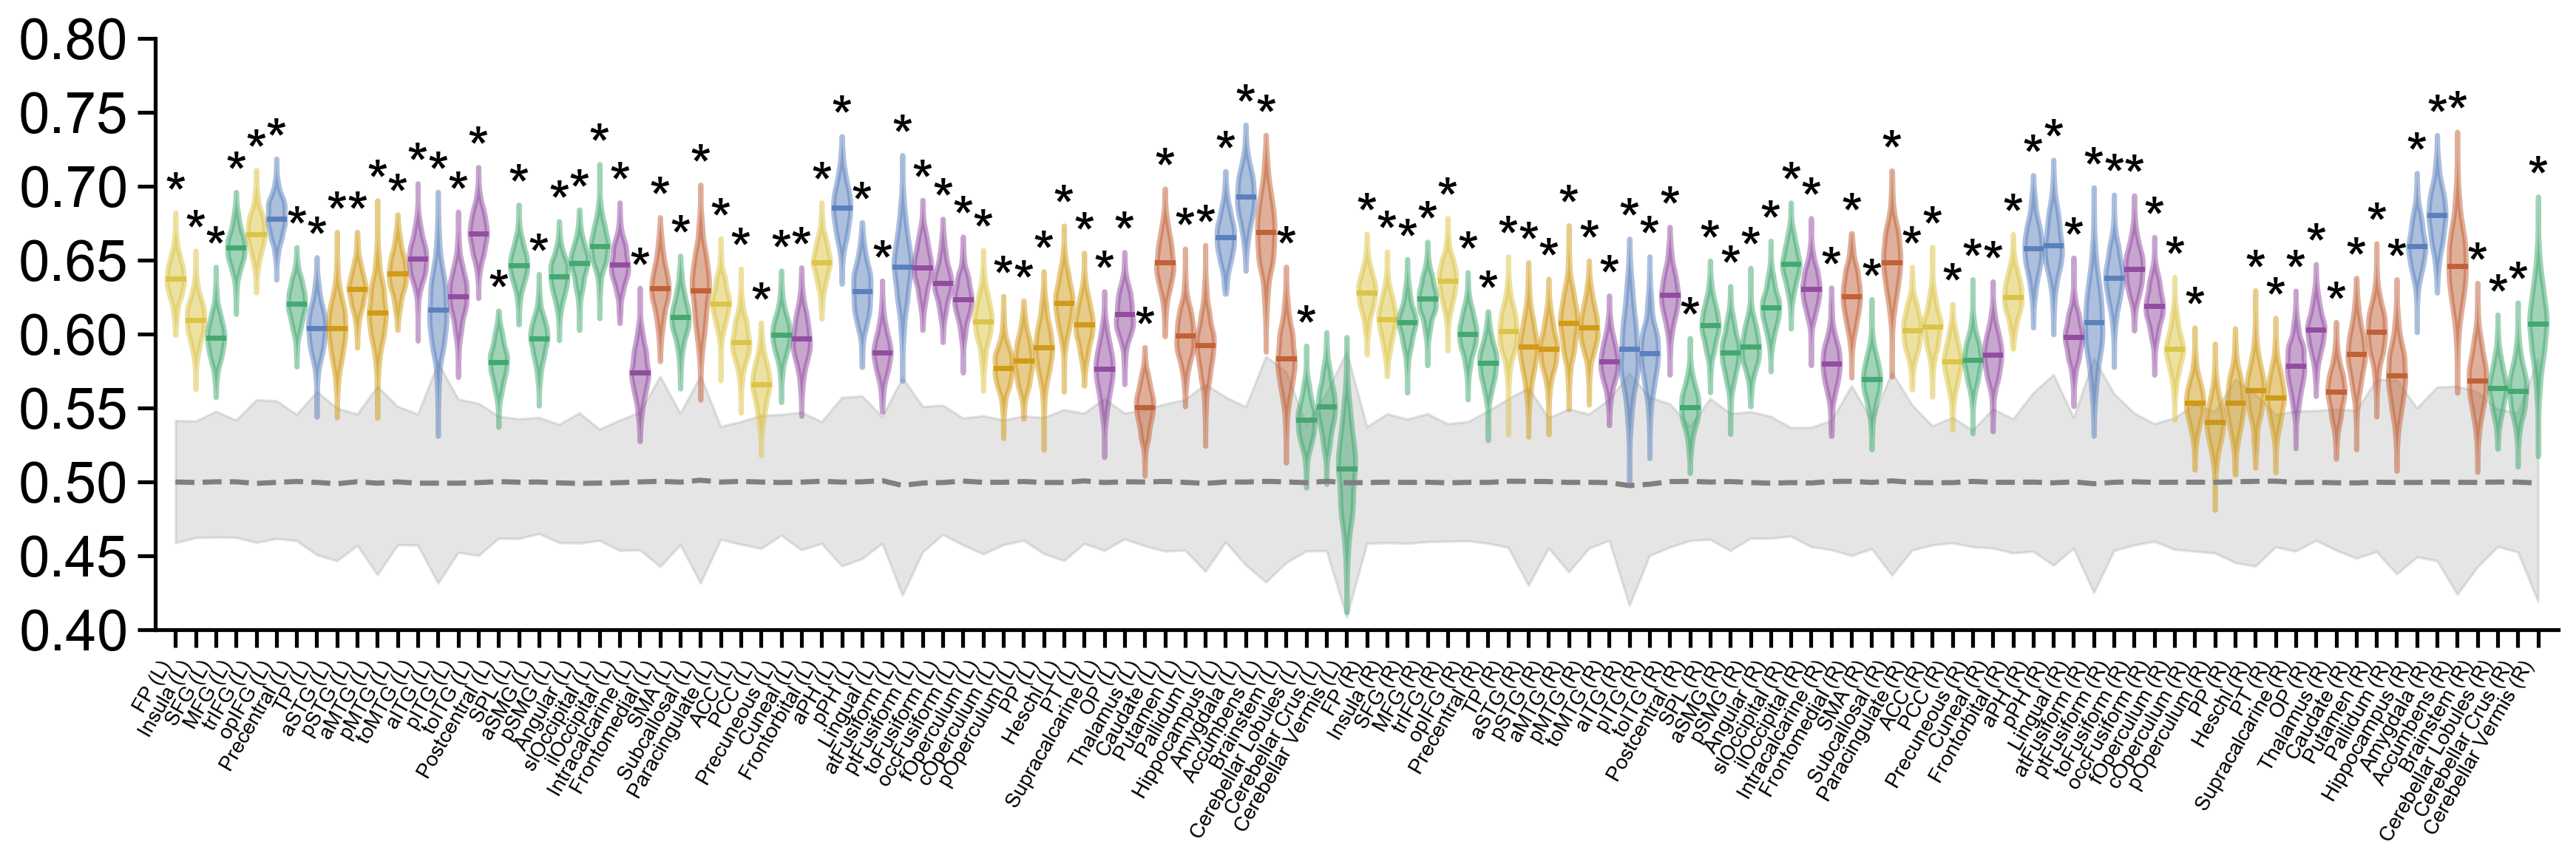 0.80
0.75
0.70
0.65
0.60
0.55
0.50
0.45
0.40
FP (L)
Insula (L)
SFG (L)
MFG (L)
triFG (L)
opIFG (L)
Precentral (L)
TP (L)
aSTG (L)
pSTG (L)
aMTG (L)
pMTG (L)
toMTG (L)
aITG (L)
pITG (L)
toITG (L)
Postcentral (L)
SPL (L)
aSMG (L)
pSMG (L)
Angular (L)
slOccipital (L)
ilOccipital (L)
Intracalcarine (L)
Frontomedial (L)
SMA (L)
Subcallosal (L)
Paracingulate (L)
ACC (L)
PCC (L)
Precuneous (L)
Cuneal (L)
Frontorbital (L)
aPH (L)
pPH (L)
Lingual (L)
atFusiform (L)
ptFusiform (L)
toFusiform (L)
occFusiform (L)
fOperculum (L)
cOperculum (L)
pOperculum (L)
PP (L)
Heschl (L)
PT (L)
Supracalcarine (L)
OP (L)
Thalamus (L)
Caudate (L)
Putamen (L)
Pallidum (L)
Hippocampus (L)
Amygdala (L)
Accumbens (L)
Brainstem (L)
Cerebellar Lobules (L)
Cerebellar Crus (L)
Cerebellar Vermis (L)
FP (R)
Insula (R)
SFG (R)
MFG (R)
triFG (R)
opIFG (R)
Precentral (R)
TP (R)
aSTG (R)
pSTG (R)
aMTG (R)
pMTG (R)
toMTG (R)
aITG (R)
pITG (R)
toITG (R)
Postcentral (R)
SPL (R)
aSMG (R)
pSMG (R)
Angular (R)
slOccipital (R)
ilOccipital (R)
Intracalcarine (R)
Frontomedial (R)
SMA (R)
Subcallosal (R)
Paracingulate (R)
ACC (R)
PCC (R)
Precuneous (R)
Cuneal (R)
Frontorbital (R)
aPH (R)
pPH (R)
Lingual (R)
atFusiform (R)
ptFusiform (R)
toFusiform (R)
occFusiform (R)
fOperculum (R)
cOperculum (R)
pOperculum (R)
PP (R)
Heschl (R)
PT (R)
Supracalcarine (R)
OP (R)
Thalamus (R)
Caudate (R)
Putamen (R)
Pallidum (R)
Hippocampus (R)
Amygdala (R)
Accumbens (R)
Brainstem (R)
Cerebellar Lobules (R)
Cerebellar Crus (R)
Cerebellar Vermis (R)